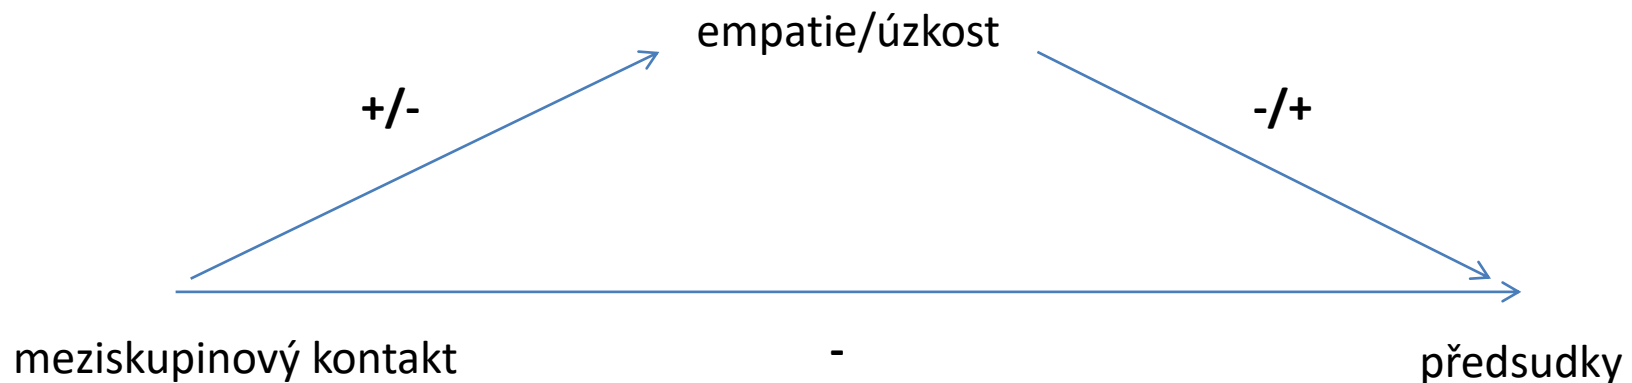 empatie/úzkost
+/-
-/+
meziskupinový kontakt
-
předsudky